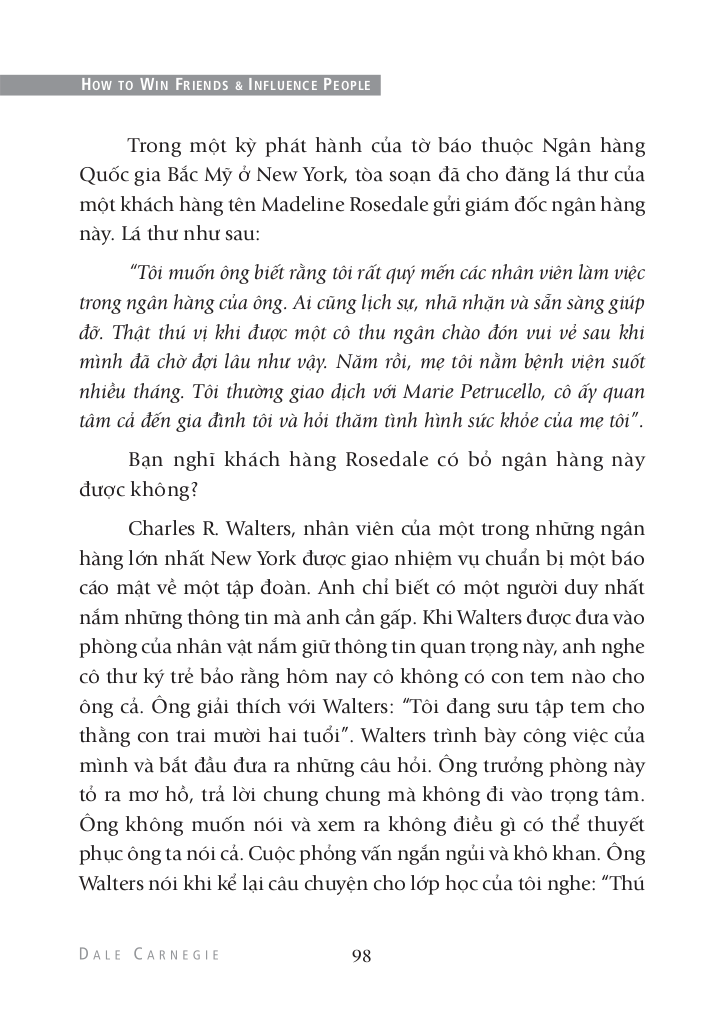 HOW TO WIN FRIENDS & INFLUENCE PEOPLE
Trong một kỳ phát hành của tờ báo thuộc Ngân hàng
Quốc gia Bắc Mỹ ở New York, tòa soạn đã cho đăng lá thư của
một khách hàng tên Madeline Rosedale gửi giám đốc ngân hàng
này. Lá thư như sau:
“Tôi muốn ông biết rằng tôi rất quý mến các nhân viên làm việc
trong ngân hàng của ông. Ai cũng lịch sự, nhã nhặn và sẵn sàng giúp
đỡ. Thật thú vị khi được một cô thu ngân chào đón vui vẻ sau khi
mình đã chờ đợi lâu như vậy. Năm rồi, mẹ tôi nằm bệnh viện suốt
nhiều tháng. Tôi thường giao dịch với Marie Petrucello, cô ấy quan
tâm cả đến gia đình tôi và hỏi thăm tình hình sức khỏe của mẹ tôi”.
Bạn nghĩ khách hàng Rosedale có bỏ ngân hàng này
được không?
Charles R. Walters, nhân viên của một trong những ngân
hàng lớn nhất New York được giao nhiệm vụ chuẩn bị một báo
cáo mật về một tập đoàn. Anh chỉ biết có một người duy nhất
nắm những thông tin mà anh cần gấp. Khi Walters được đưa vào
phòng của nhân vật nắm giữ thông tin quan trọng này, anh nghe
cô thư ký trẻ bảo rằng hôm nay cô không có con tem nào cho
ông cả. Ông giải thích với Walters: “Tôi đang sưu tập tem cho
thằng con trai mười hai tuổi”. Walters trình bày công việc của
mình và bắt đầu đưa ra những câu hỏi. Ông trưởng phòng này
tỏ ra mơ hồ, trả lời chung chung mà không đi vào trọng tâm.
Ông không muốn nói và xem ra không điều gì có thể thuyết
phục ông ta nói cả. Cuộc phỏng vấn ngắn ngủi và khô khan. Ông
Walters nói khi kể lại câu chuyện cho lớp học của tôi nghe: “Thú
DALE CARNEGIE
98